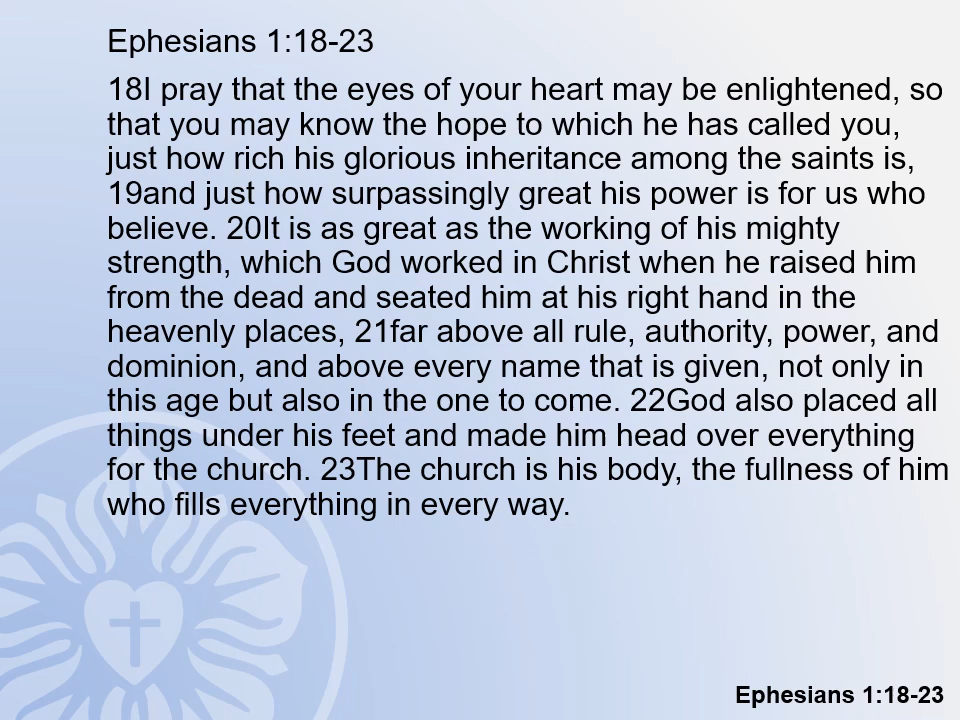 Ephesians 1:18-23
18I pray that the eyes of your heart may be enlightened, so
that you may know the hope to which he has called you,
just how rich his glorious inheritance among the saints is,
19and just how surpassingly great his power is for us who
believe. 20It is as great as the working of his mighty
strength, which God worked in Christ when he raised him
from the dead and seated him at his right hand in the
heavenly places, 21far above all rule, authority, power, and
dominion, and above every name that is given, not only in
this age but also in the one to come. 22God also placed all
things under his feet and made him head over everything
for the church. 23The church is his body, the fullness of him
who fills everything in every way.
Ephesians 1:18-23